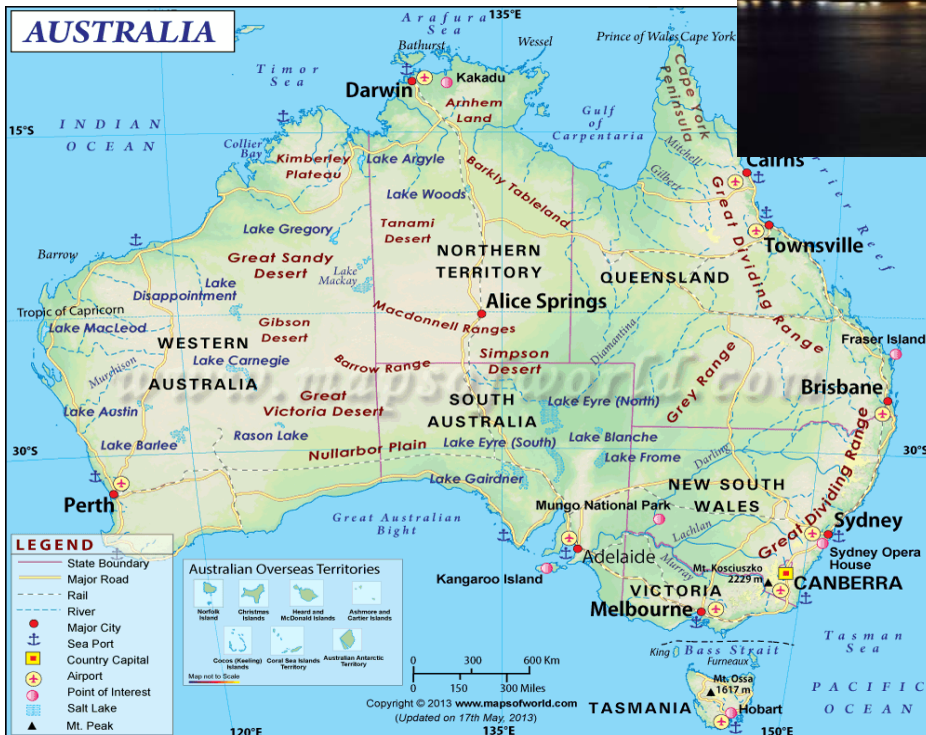 AUSTRALIA
Arafura
Sea
135°E
Bathurst
Wessel
Prince of Wales
Cape York
Timor
Sea
Darwin
Kakadu
Cape York
Peninsula
Arnhem
Land
Gulf
of
Carpentaria
INDIAN
OCEAN
15°S
Collier
Bay
Kimberley
Plateau
Lake Argyle
Barkly Tableland
Mitchell
Gilbert
Cairns
Lake Woods
Great Dividing Range
Reef
Lake Gregory
Tanami
Desert
Townsville
Barrow
Great Sandy
Desert
NORTHERN
TERRITORY
QUEENSLAND
Lake
Mackay
Lake
Disappointment
Alice Springs
Tropic of Capricorn
Lake MacLeod
Gibson
Desert
Macdonnell Ranges
Diamantina
WESTERN
AUSTRALIA
Lake Carnegie
Barrow Range
Simpson
Desert
Grey Range
Fraser Island
Murchison
www.mapsofworld.com
Brisbane
Great
Victoria Desert
SOUTH
AUSTRALIA
Lake Eyre (North)
Lake Austin
Great Dividing Range
Lake Barlee
Rason Lake
Lake Eyre (South)
Lake Blanche
Nullarbor Plain
Lake Frome
Darling
30°S
30°S
Lake Gairdner
NEW SOUTH
WALES
Perth
Mungo National Park
Great Australian
Bight
Lachlan
Sydney
Sydney Opera
House
Adelaide
Murray
Mt. Kosciuszko
2229 m
CANBERRA
Kangaroo Island
VICTORIA
Melbourne
Tasman
Sea
King
Bass Strait
Furneaux
Mt. Ossa
1617 m
TASMANIA
Hobart
PACIFIC
OCEAN
LEGEND
State Boundary
Major Road
Rail
River
Major City
Sea Port
Country Capital
Airport
Point of Interest
Salt Lake
Mt. Peak
Australian Overseas Territories
Norfolk
Island
Christmas
Islands
Heard and
McDonald Islands
Ashmore and
Cartier Islands
Cocos (Keeling)
Islands
Coral Sea Islands
Territory
Australian Antarctic
Territory
Map not to Scale
0 300 600 Km
0 150 300 Miles
Copyright © 2013 www.mapsofworld.com
(Updated on 17th May, 2013)
120°E
135°E
150°E